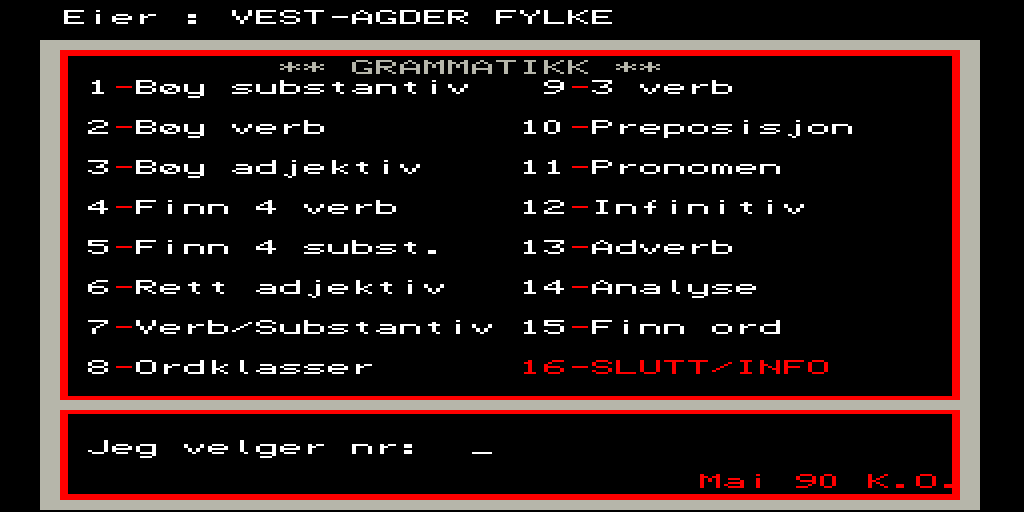 Eier : VEST-AGDER FYLKE
** GRAMMATIKK **
1-Bøy substantiv 9-3 verb
2-Bøy verb 10-Preposisjon
3-Bøy adjektiv 11-Pronomen
4-Finn 4 verb 12-Infinitiv
5-Finn 4 subst. 13-Adverb
6-Rett adjektiv 14-Analyse
7-Verb/Substantiv 15-Finn ord
8-Ordklasser 16-SLUTT/INFO
Jeg velger nr: _
Mai 90 K.O.